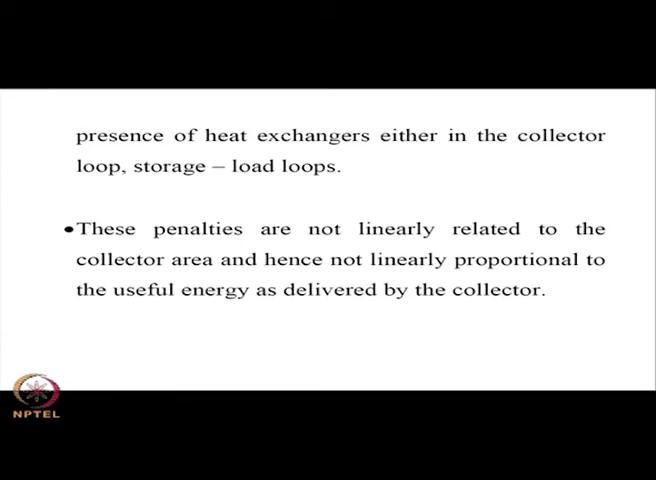 presence of heat exchangers either in the collector
loop, storage – load loops.
•These penalties are not linearly related to the
collector area and hence not linearly proportional to
the useful energy as delivered by the collector.
NPTEL